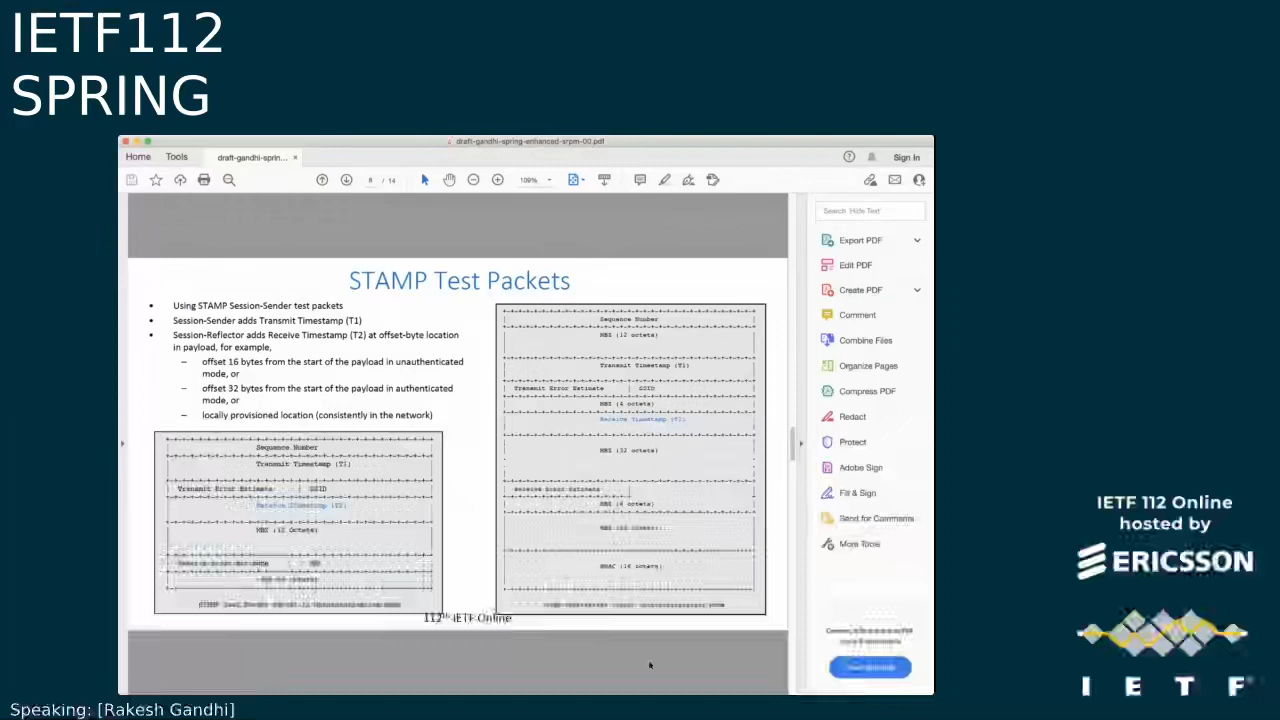 IETF112
SPRING
draft-gandhi-spring-enhanced-srpm-00.pdf
Home Tools draft-gandhi-sprin... × Sign In
8 / 14 109%
Search 'Hide Text'
Export PDF
Edit PDF
Create PDF
Comment
Combine Files
Organize Pages
Compress PDF
Redact
Protect
Adobe Sign
Fill & Sign
Send for Comments
More Tools
STAMP Test Packets
• Using STAMP Session-Sender test packets
• Session-Sender adds Transmit Timestamp (T1)
• Session-Reflector adds Receive Timestamp (T2) at offset-byte location
in payload, for example,
– offset 16 bytes from the start of the payload in unauthenticated
mode, or
– offset 32 bytes from the start of the payload in authenticated
mode, or
– locally provisioned location (consistently in the network)
Sequence Number
Transmit Timestamp (T1)
Transmit Error Estimate | SSID
Receive Timestamp (T2)
MBZ (12 octets)
Sequence Number
MBZ (12 octets)
Transmit Timestamp (T1)
Transmit Error Estimate | SSID
MBZ (4 octets)
Receive Timestamp (T2)
MBZ (32 octets)
MBZ (6 octets)
HMAC (16 octets)
112th IETF Online
IETF 112 Online
hosted by
ERICSSON
I E T F
Speaking: [Rakesh Gandhi]